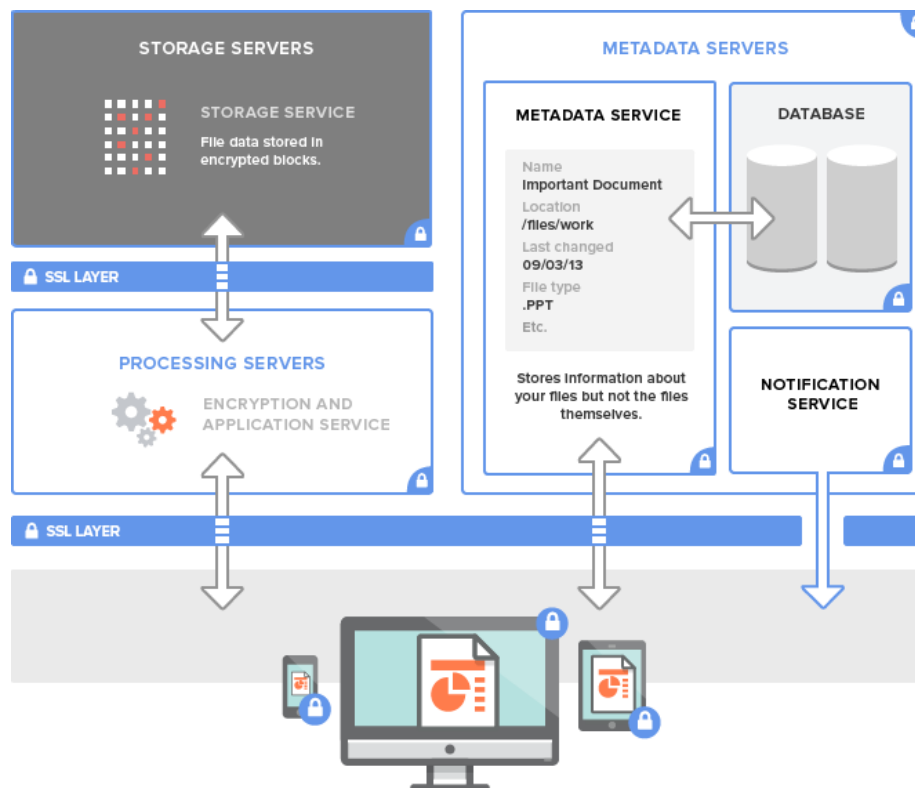 STORAGE SERVERS
STORAGE SERVICE
File data stored in
encrypted blocks.
SSL LAYER
PROCESSING SERVERS
ENCRYPTION AND
APPLICATION SERVICE
METADATA SERVERS
METADATA SERVICE
Name
Important Document
Location
/files/work
Last changed
09/03/13
File type
.PPT
Etc.
Stores information about
your files but not the files
themselves.
DATABASE
NOTIFICATION
SERVICE
SSL LAYER